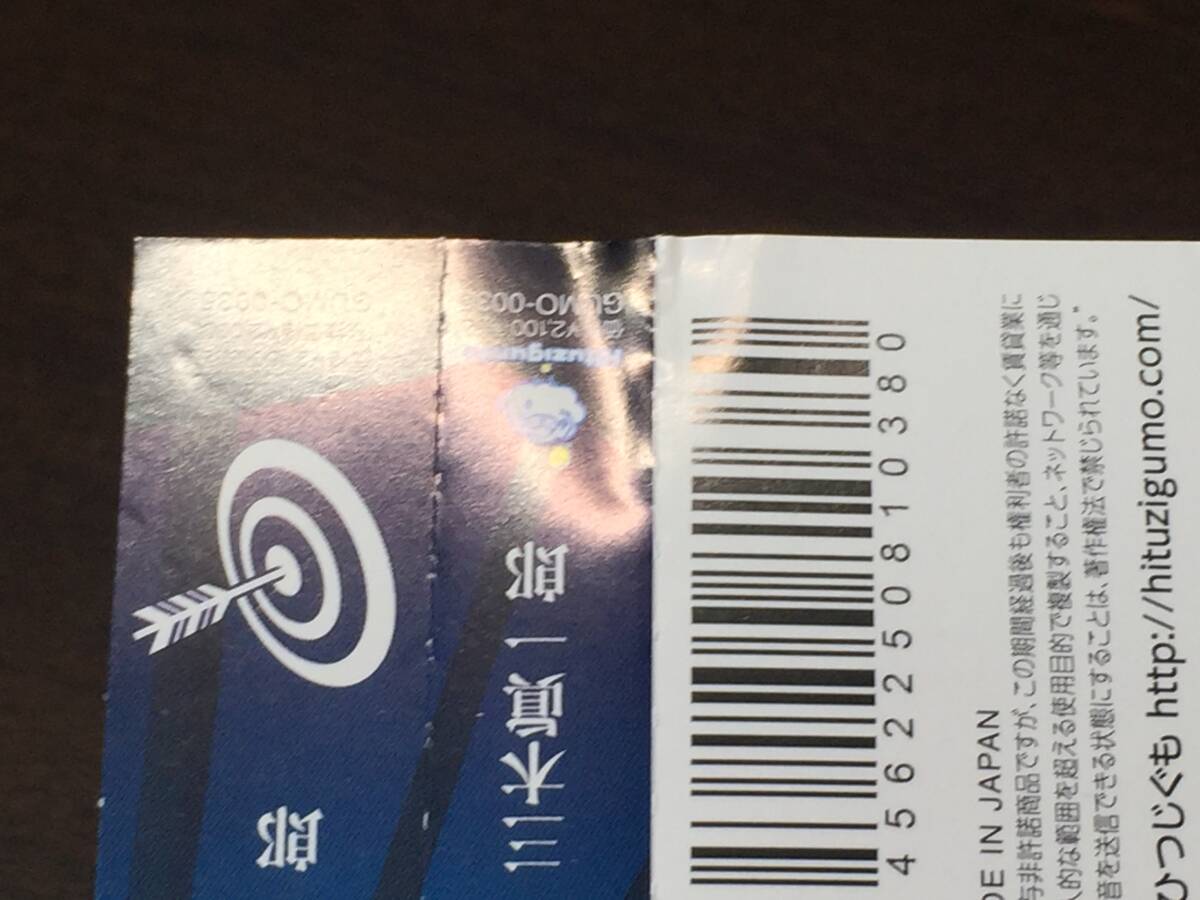 郎
三木眞一郎
¥2,100
Hituzigumo
4562250810380
DE IN JAPAN
与非許諾商品ですが、この期間経過後も権利者の許諾なく賃貸業に
人的な範囲を超える使用目的で複製すること、ネットワーク等を通じ
音を送信できる状態にすることは、著作権法で禁じられています。
ひつじぐも http://hituzigumo.com/